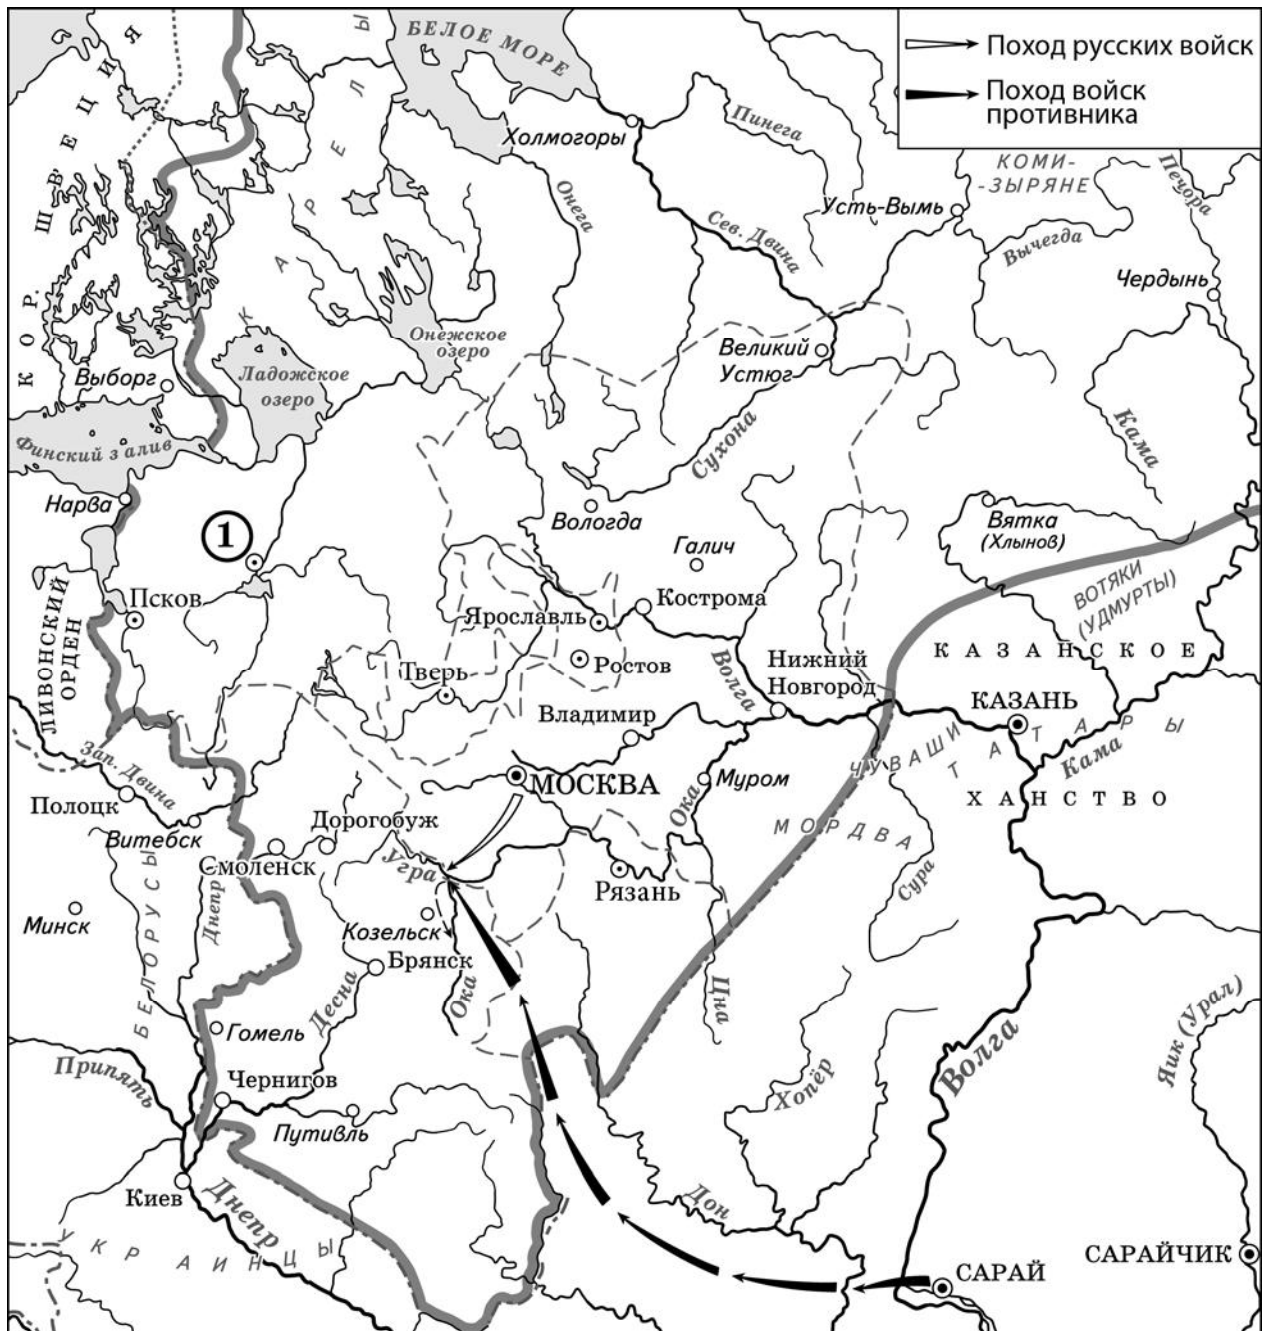 БЕЛОЕ МОРЕ
Поход русских войск
Поход войск
противника
КОР. ШВЕЦИЯ
КАРЕЛЫ
Холмогоры
Пинега
КОМИ-
-ЗЫРЯНЕ
Печора
Онега
Усть-Вымь
Сев. Двина
Вычегда
Чердынь
Онежское
озеро
Великий
Устюг
Выборг
Ладожское
озеро
Финский залив
Сухона
Кама
Нарва
Вологда
Вятка
(Хлынов)
1
Галич
ВОТЯКИ
(УДМУРТЫ)
Псков
ЛИВОНСКИЙ
ОРДЕН
Ярославль
Кострома
Ростов
Тверь
Волга
Нижний
Новгород
КАЗАНСКОЕ
Владимир
КАЗАНЬ
ТАТАРЫ
ЧУВАШИ
Кама
Зап. Двина
МОСКВА
Муром
Ока
ХАНСТВО
Полоцк
Витебск
Дорогобуж
МОРДВА
Смоленск
Угра
Рязань
Сура
Минск
БЕЛОРУСЫ
Днепр
Козельск
Брянск
Десна
Ока
Цна
Гомель
Волга
Яик (Урал)
Припять
Чернигов
Хопёр
Путивль
Киев
Днепр
Дон
УКРАИНЦЫ
САРАЙ
САРАЙЧИК